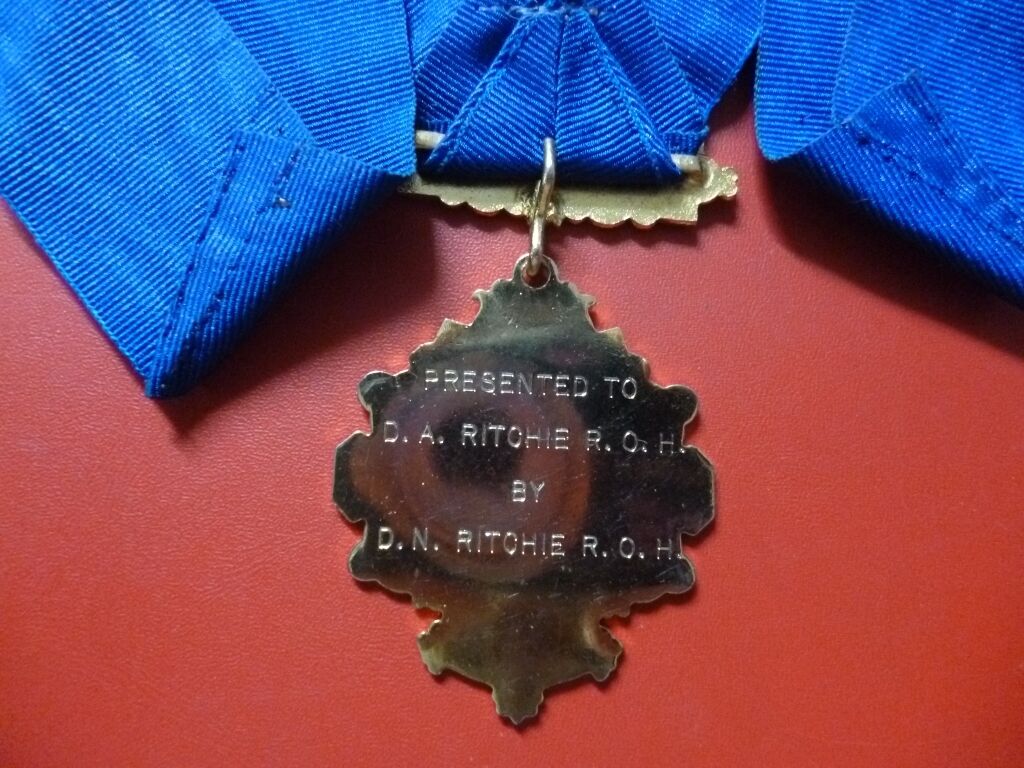 PRESENTED TO
D. A. RITCHIE R. O. H.
BY
D. N. RITCHIE R. O. H.